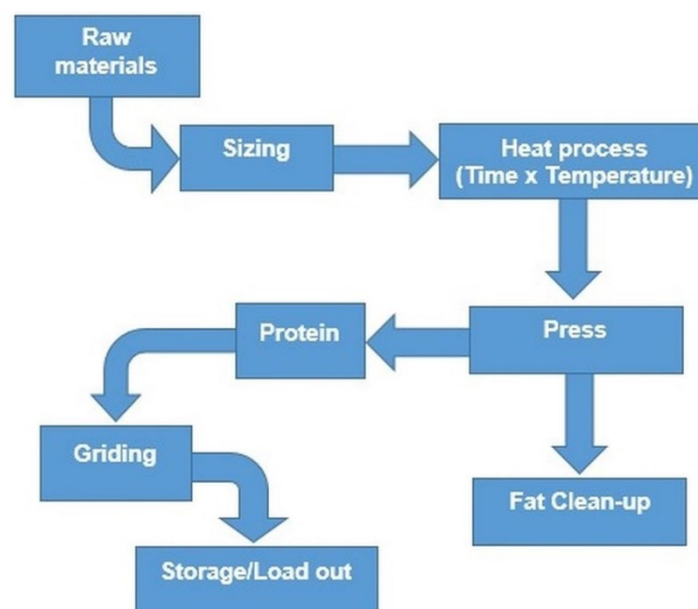 Raw
materials
Sizing
Heat process
(Time x Temperature)
Press
Protein
Griding
Fat Clean-up
Storage/Load out